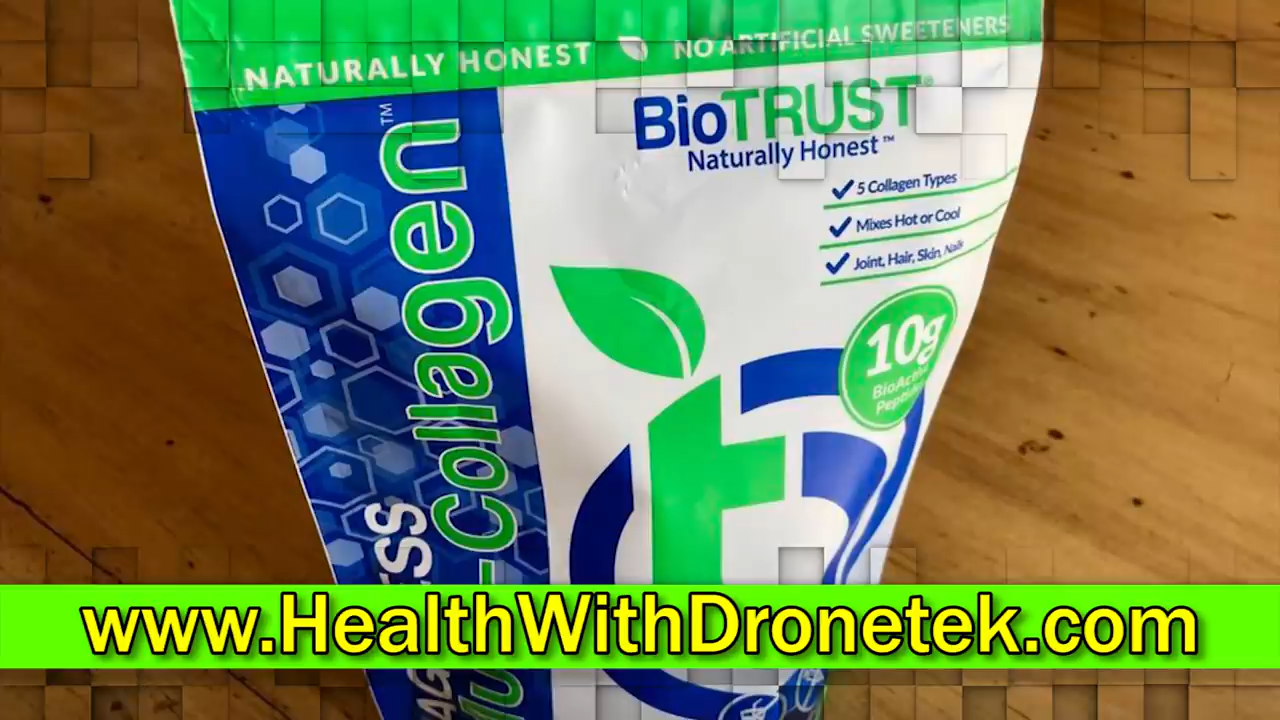 NATURALLY HONEST NO ARTIFICIAL SWEETENERS
BioTRUST®
Naturally Honest™
5 Collagen Types
Mixes Hot or Cool
Joint, Hair, Skin, Nails
10g
-Collagen™
www.HealthWithDronetek.com